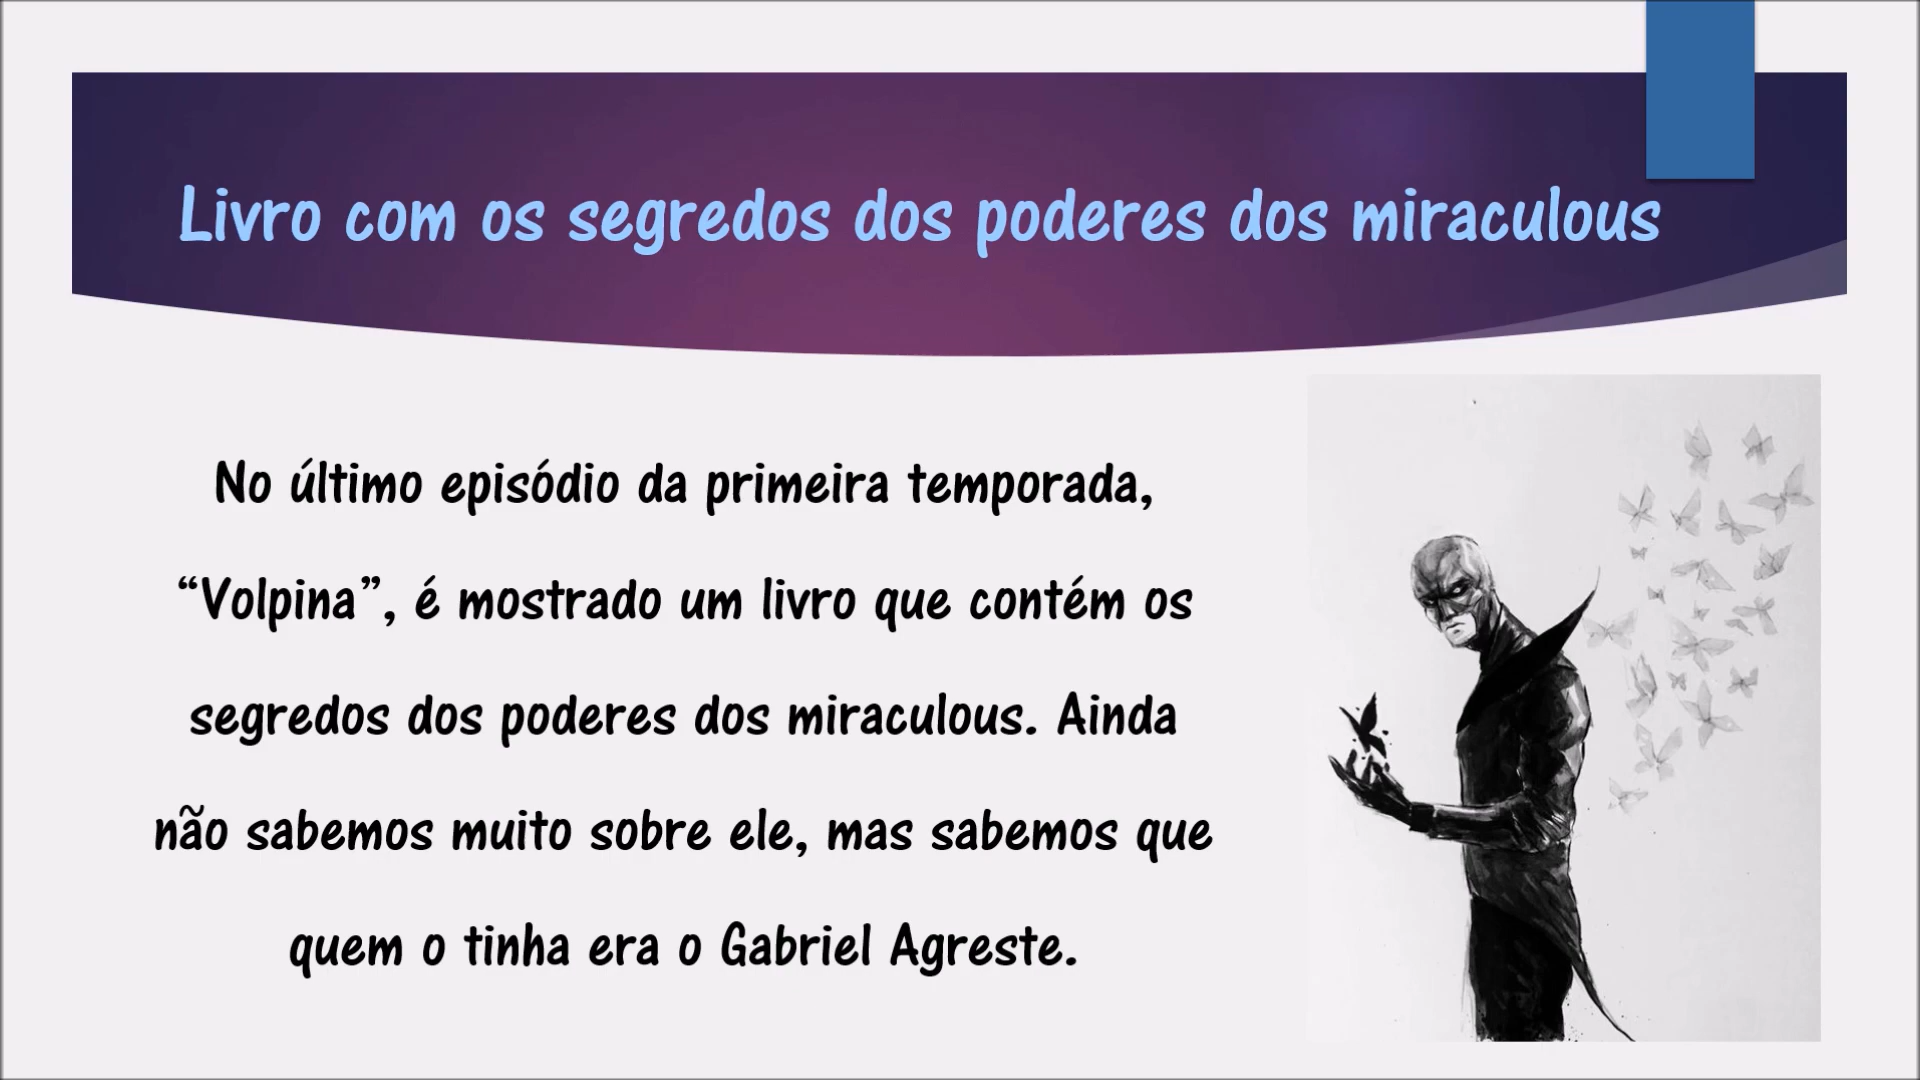 Livro com os segredos dos poderes dos miraculous
No último episódio da primeira temporada,
“Volpina”, é mostrado um livro que contém os
segredos dos poderes dos miraculous. Ainda
não sabemos muito sobre ele, mas sabemos que
quem o tinha era o Gabriel Agreste.